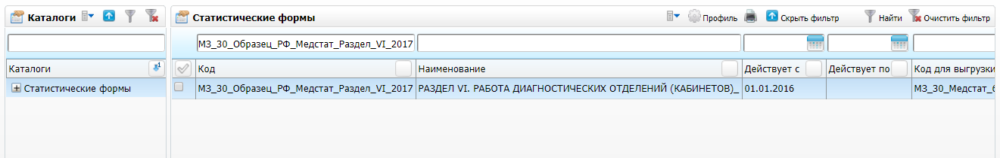 Каталоги
Статистические формы
Профиль
Скрыть фильтр
Найти
Очистить фильтр
МЗ_30_Образец_РФ_Медстат_Раздел_VI_2017
Каталоги
Код
Наименование
Действует с
Действует по
Код для выгрузки
Статистические формы
МЗ_30_Образец_РФ_Медстат_Раздел_VI_2017
РАЗДЕЛ VI. РАБОТА ДИАГНОСТИЧЕСКИХ ОТДЕЛЕНИЙ (КАБИНЕТОВ)_
01.01.2016
МЗ_30_Медстат_